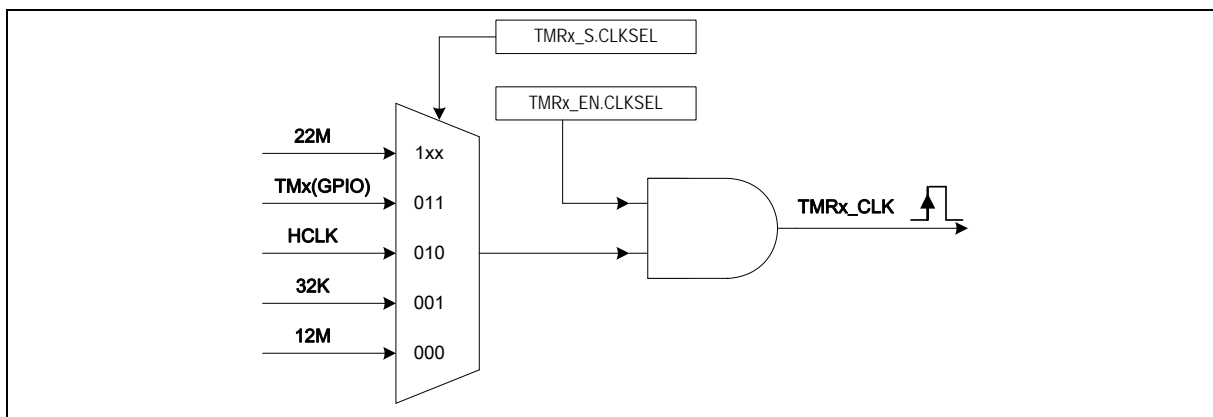 TMRx_S.CLKSEL
TMRx_EN.CLKSEL
22M
1xx
TMx(GPIO)
011
HCLK
010
32K
001
12M
000
TMRx_CLK